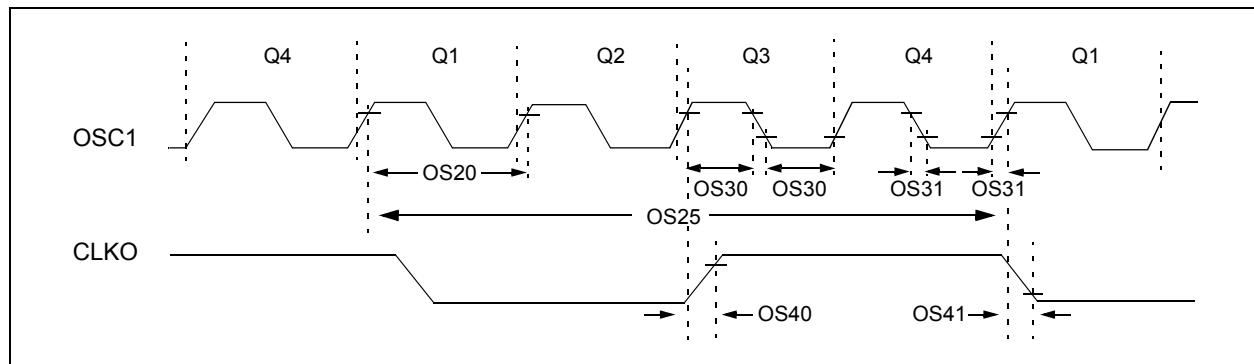 Q4 Q1 Q2 Q3 Q4 Q1
OSC1
OS20 OS30 OS30 OS31 OS31
OS25
CLKO
OS40 OS41